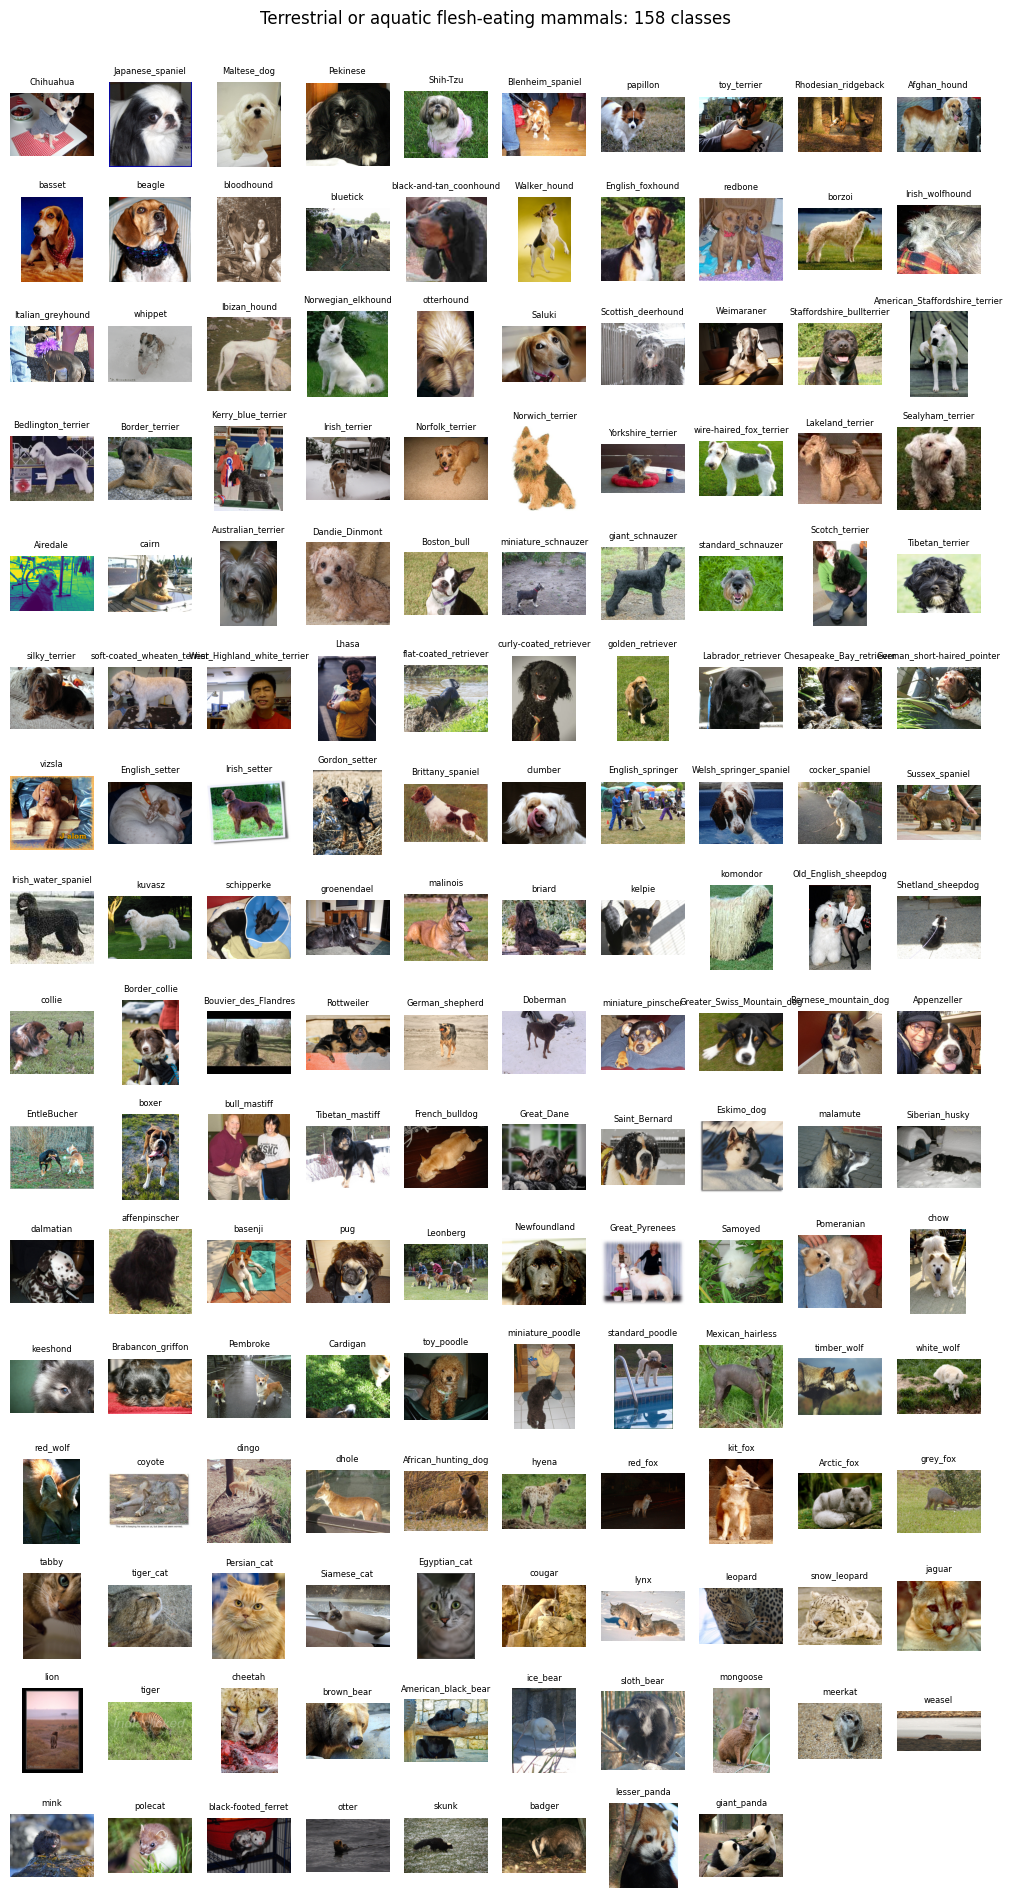 Terrestrial or aquatic flesh-eating mammals: 158 classes
Chihuahua
Japanese_spaniel
Maltese_dog
Pekinese
Shih-Tzu
Blenheim_spaniel
papillon
toy_terrier
Rhodesian_ridgeback
Afghan_hound
basset
beagle
bloodhound
bluetick
black-and-tan_coonhound
Walker_hound
English_foxhound
redbone
borzoi
Irish_wolfhound
Italian_greyhound
whippet
Ibizan_hound
Norwegian_elkhound
otterhound
Saluki
Scottish_deerhound
Weimaraner
Staffordshire_bullterrier
American_Staffordshire_terrier
Bedlington_terrier
Border_terrier
Kerry_blue_terrier
Irish_terrier
Norfolk_terrier
Norwich_terrier
Yorkshire_terrier
wire-haired_fox_terrier
Lakeland_terrier
Sealyham_terrier
Airedale
cairn
Australian_terrier
Dandie_Dinmont
Boston_bull
miniature_schnauzer
giant_schnauzer
standard_schnauzer
Scotch_terrier
Tibetan_terrier
silky_terrier
soft-coated_wheaten_terrier
West_Highland_white_terrier
Lhasa
flat-coated_retriever
curly-coated_retriever
golden_retriever
Labrador_retriever
Chesapeake_Bay_retriever
German_short-haired_pointer
vizsla
English_setter
Irish_setter
Gordon_setter
Brittany_spaniel
clumber
English_springer
Welsh_springer_spaniel
cocker_spaniel
Sussex_spaniel
Irish_water_spaniel
kuvasz
schipperke
groenendael
malinois
briard
kelpie
komondor
Old_English_sheepdog
Shetland_sheepdog
collie
Border_collie
Bouvier_des_Flandres
Rottweiler
German_shepherd
Doberman
miniature_pinscher
Greater_Swiss_Mountain_dog
Bernese_mountain_dog
Appenzeller
EntleBucher
boxer
bull_mastiff
Tibetan_mastiff
French_bulldog
Great_Dane
Saint_Bernard
Eskimo_dog
malamute
Siberian_husky
dalmatian
affenpinscher
basenji
pug
Leonberg
Newfoundland
Great_Pyrenees
Samoyed
Pomeranian
chow
keeshond
Brabancon_griffon
Pembroke
Cardigan
toy_poodle
miniature_poodle
standard_poodle
Mexican_hairless
timber_wolf
white_wolf
red_wolf
coyote
dingo
dhole
African_hunting_dog
hyena
red_fox
kit_fox
Arctic_fox
grey_fox
tabby
tiger_cat
Persian_cat
Siamese_cat
Egyptian_cat
cougar
lynx
leopard
snow_leopard
jaguar
lion
tiger
cheetah
brown_bear
American_black_bear
ice_bear
sloth_bear
mongoose
meerkat
weasel
mink
polecat
black-footed_ferret
otter
skunk
badger
lesser_panda
giant_panda